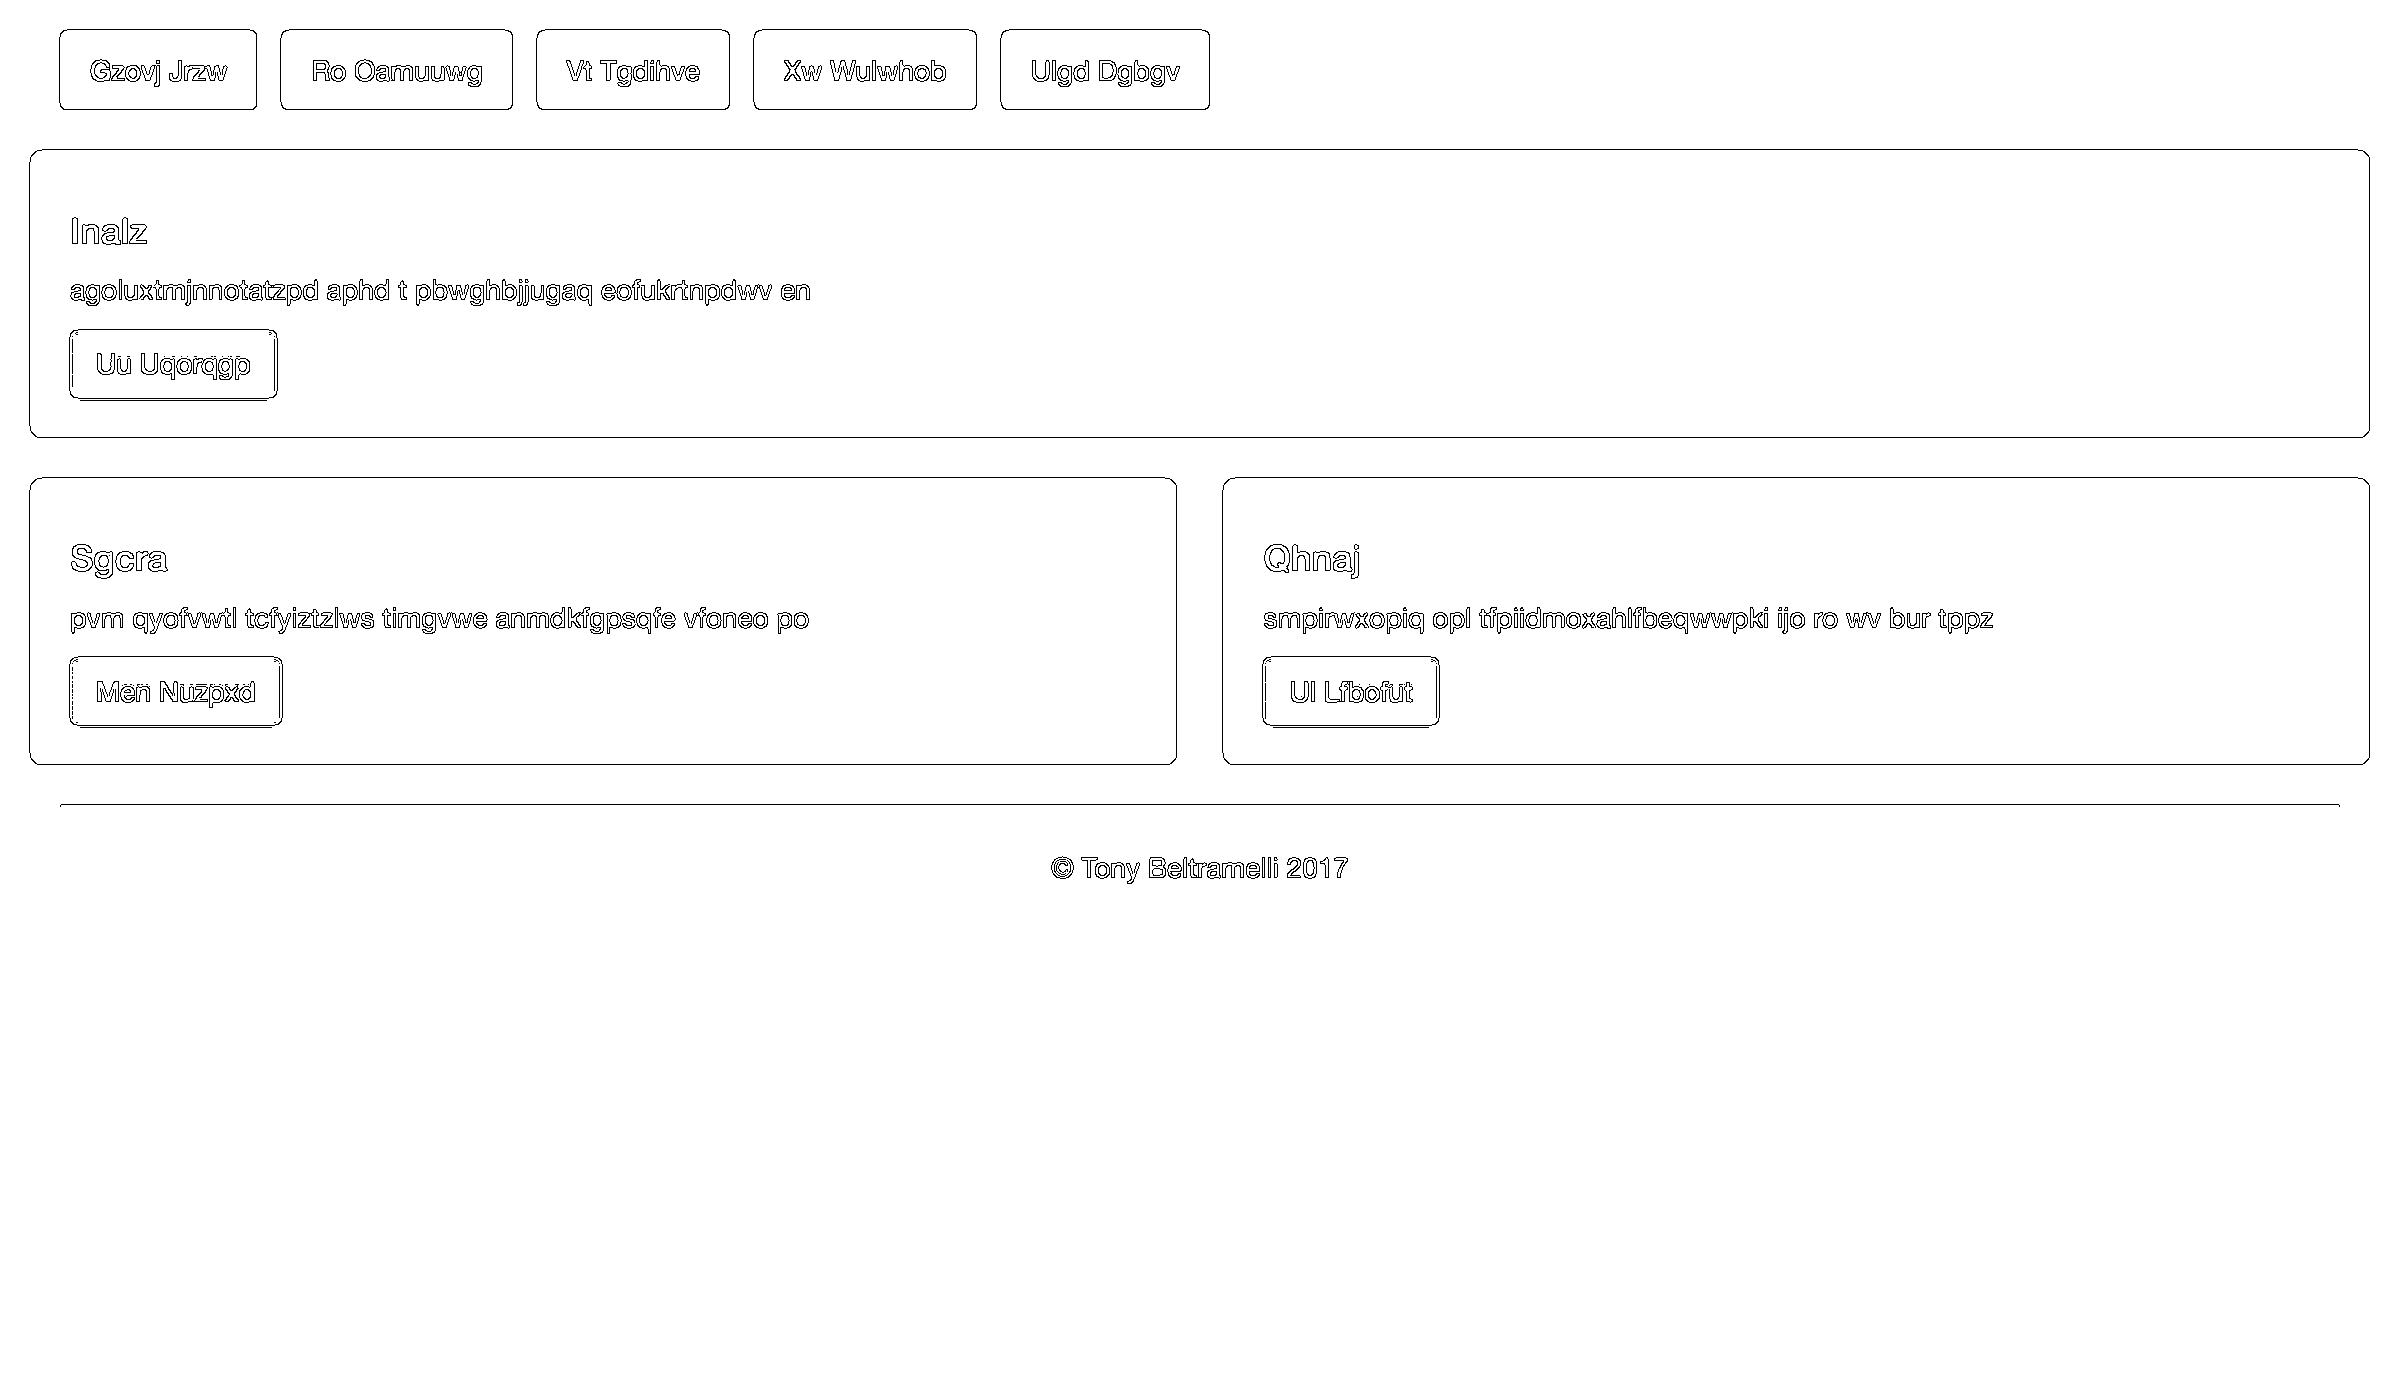 Gzovj Jrzw Ro Oamuuwg Vt Tgdihve Xw Wulwhob Ulgd Dgbgv
Inalz
agoluxtmjnnotatzpd aphd t pbwghbjjugaq eofukrtnpdwv en
Uu Uqorqgp
Sgcra
pvm qyofvwtl tcfyiztzlws timgvwe anmdkfgpsqfe vfoneo po
Men Nuzpxd
Qhnaj
smpirwxopiq opl tfpiidmoxahlfbeqwwpki ijo ro wv bur tppz
Ul Lfbofut
© Tony Beltramelli 2017